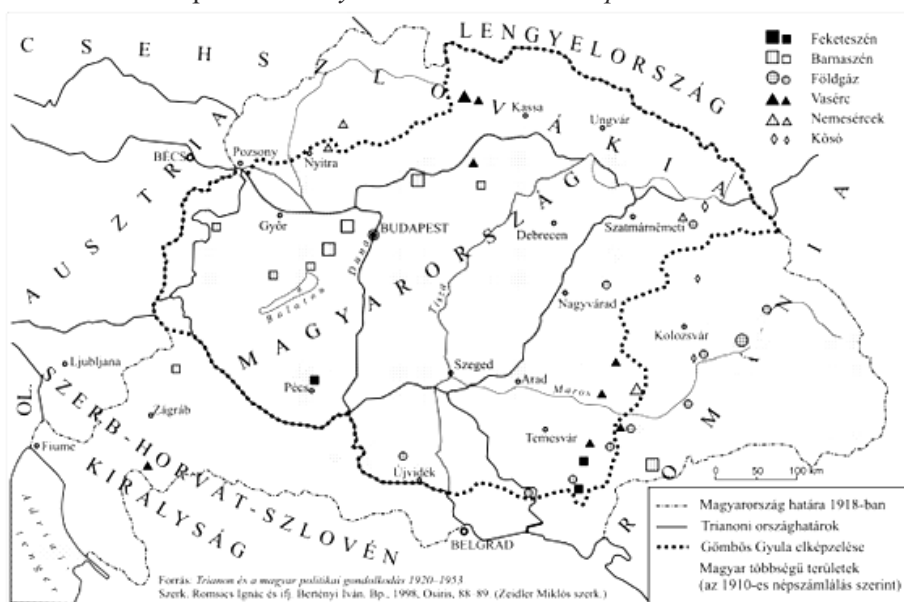 CSEHSZLOVÁKIA
LENGYELORSZÁG
AUSZTRIA
MAGYARORSZÁG
ROMÁNIA
SZERB-HORVÁT-SZLOVÉN
KIRÁLYSÁG
OL.
Feketeszén
Barnaszén
Földgáz
Vasérc
Nemesércek
Kősó
Kassa
Ungvár
BÉCS
Pozsony
Nyitra
Győr
BUDAPEST
Duna
Debrecen
Szatmárnémeti
Balaton
Tisza
Nagyvárad
Kolozsvár
Ljubljana
Szeged
Pécs
Arad
Maros
Zágráb
Temesvár
Fiume
Újvidék
BELGRAD
Adriai
tenger
0 50 100 km
Magyarország határa 1918-ban
Trianoni országhatárok
Gömbös Gyula elképzelése
Magyar többségű területek
(az 1910-es népszámlálás szerint)
Forrás: Trianon és a magyar politikai gondolkodás 1920–1953
Szerk. Romsics Ignác és ifj. Bertényi Iván. Bp., 1998, Osiris, 88–89. (Zeidler Miklós szerk.)